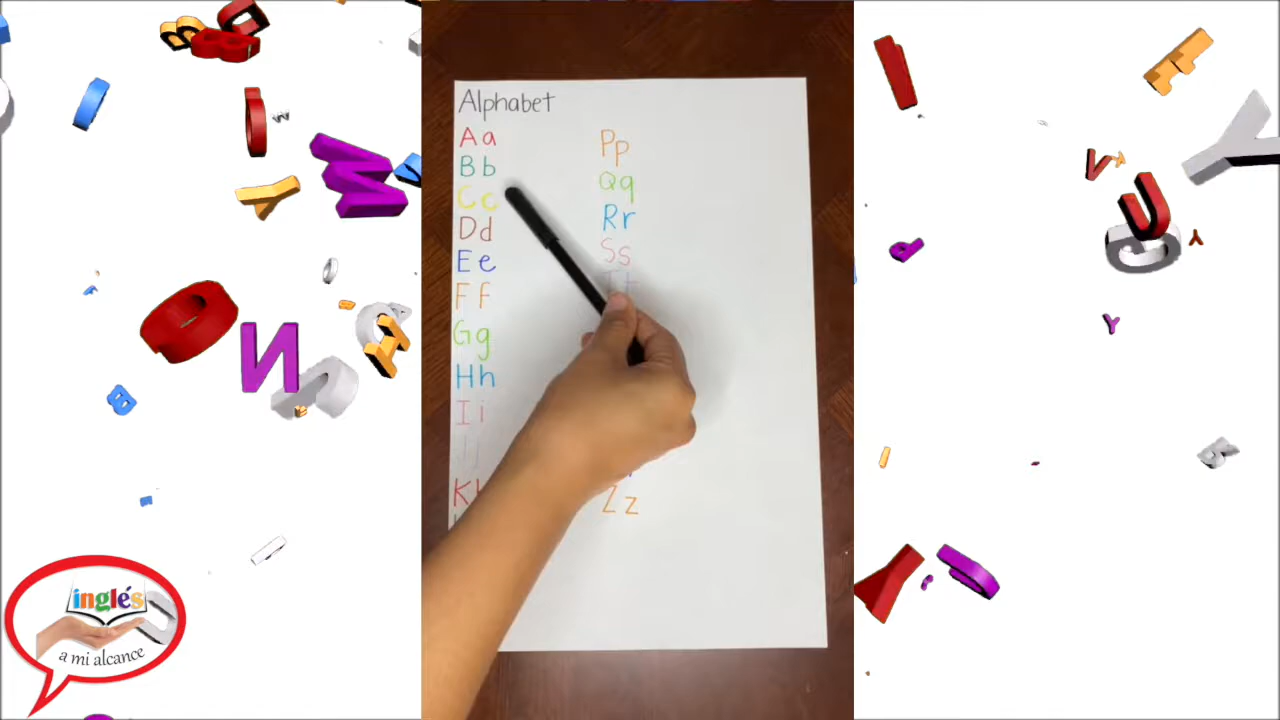 Alphabet
Aa
Bb
Cc
Dd
Ee
Ff
Gg
Hh
Ii
Pp
Qq
Rr
Ss
Zz
inglés
a mi alcance